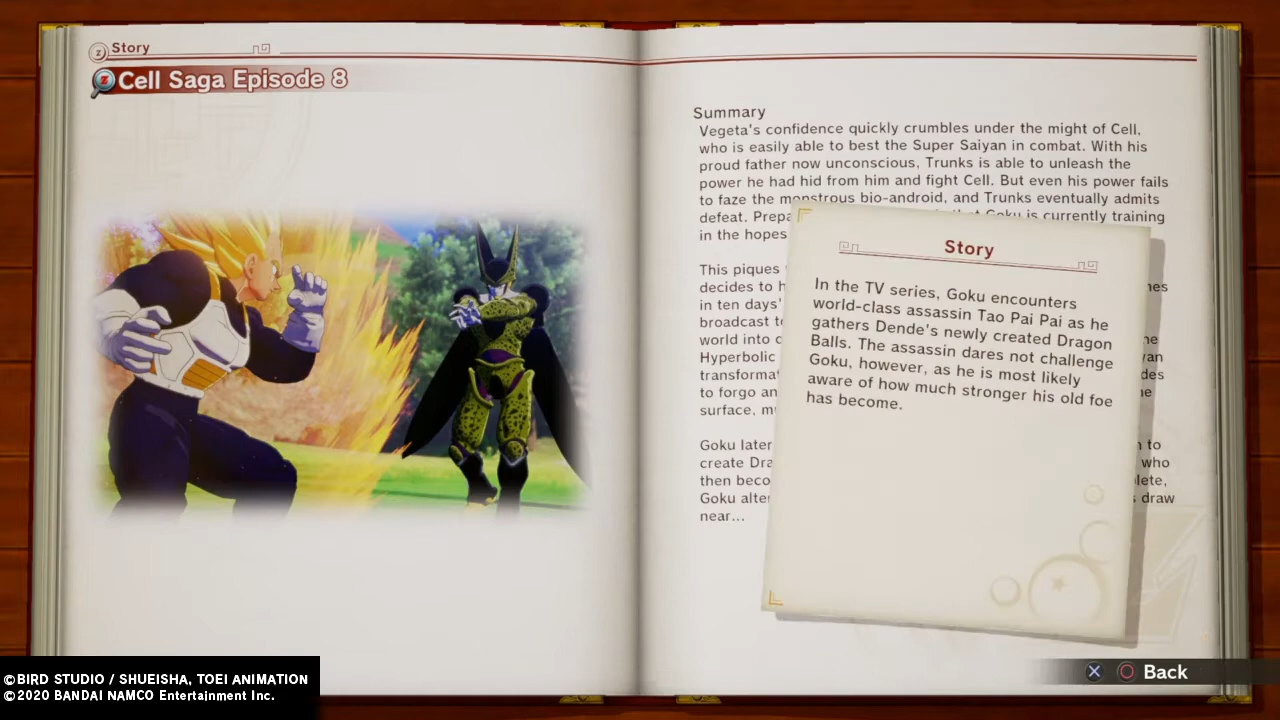 Story
Cell Saga Episode 8
Summary
Vegeta's confidence quickly crumbles under the might of Cell,
who is easily able to best the Super Saiyan in combat. With his
proud father now unconscious, Trunks is able to unleash the
power he had hid from him and fight Cell. But even his power fails
to faze the monstrous bio-android, and Trunks eventually admits
defeat. Goku is currently training
in the hopes
This piques
decides to
in ten days'
broadcast
world into
Hyperbolic
to forgo
surface,
Goku later to
create who
then
Goku draw
near...
Story
In the TV series, Goku encounters
world-class assassin Tao Pai Pai as he
gathers Dende's newly created Dragon
Balls. The assassin dares not challenge
Goku, however, as he is most likely
aware of how much stronger his old foe
has become.
Back
©BIRD STUDIO / SHUEISHA, TOEI ANIMATION
©2020 BANDAI NAMCO Entertainment Inc.